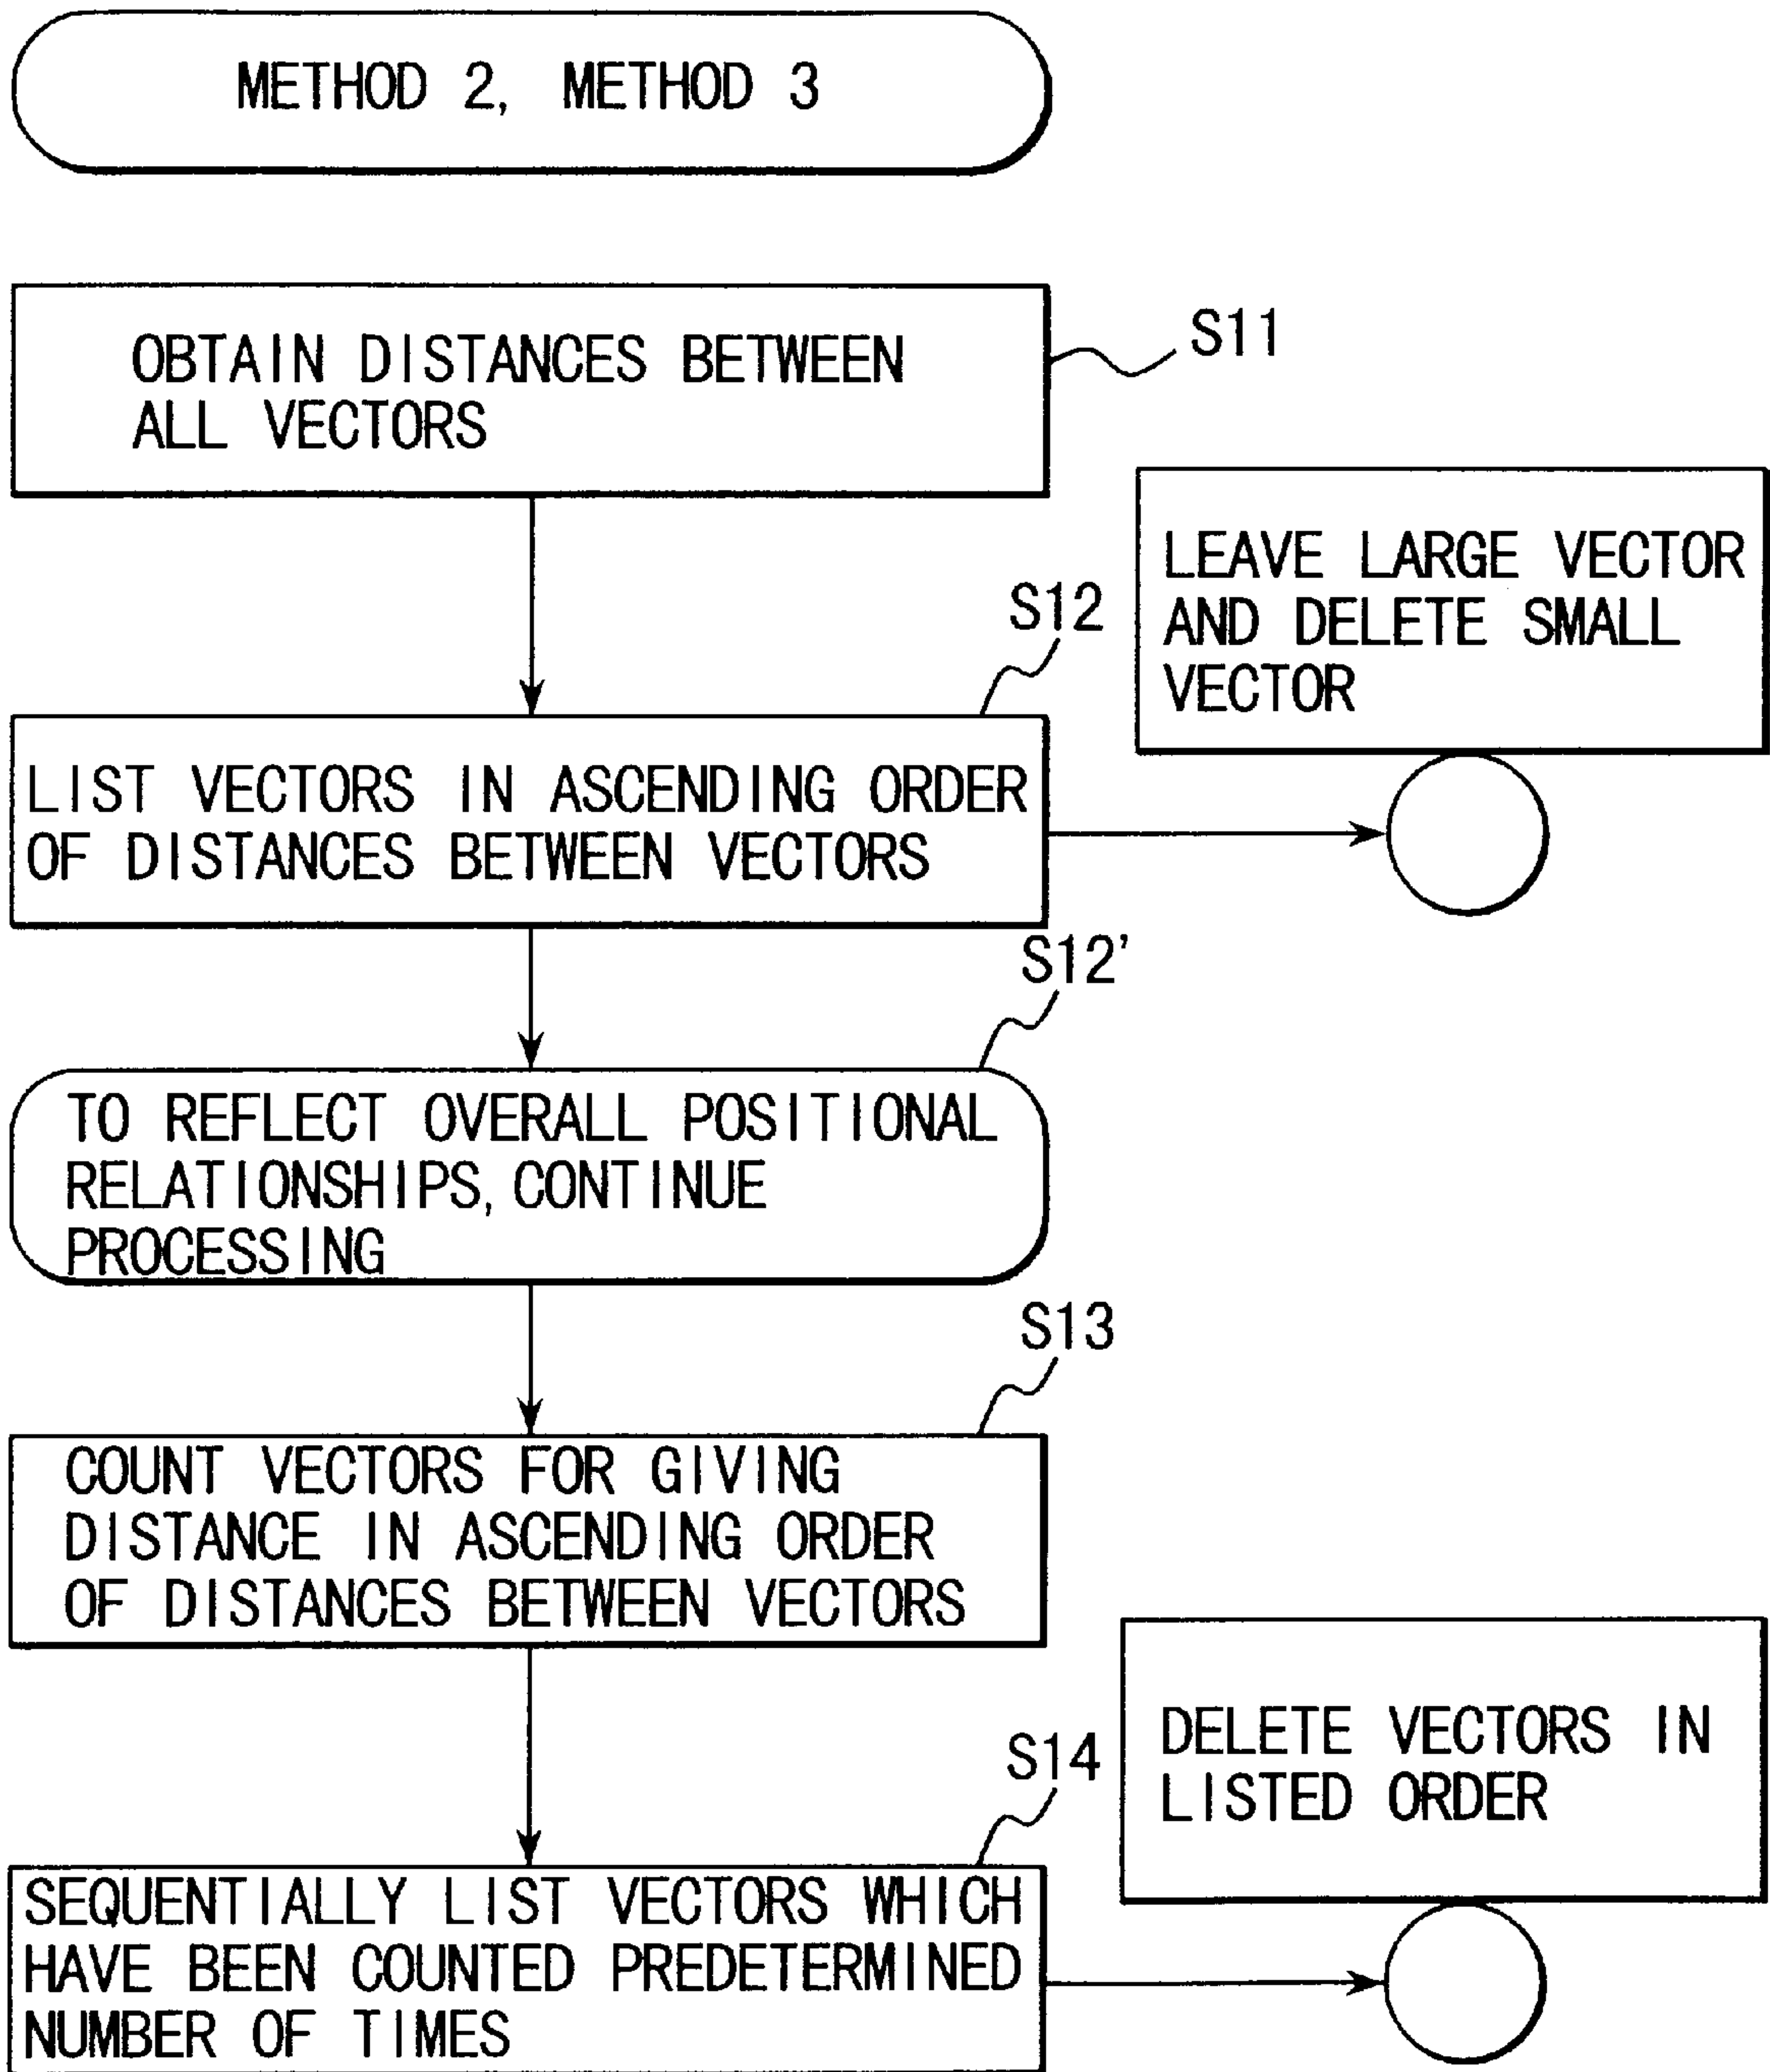 METHOD 2, METHOD 3
OBTAIN DISTANCES BETWEEN
ALL VECTORS
S11
LEAVE LARGE VECTOR
AND DELETE SMALL
VECTOR
S12
LIST VECTORS IN ASCENDING ORDER
OF DISTANCES BETWEEN VECTORS
S12'
TO REFLECT OVERALL POSITIONAL
RELATIONSHIPS, CONTINUE
PROCESSING
S13
COUNT VECTORS FOR GIVING
DISTANCE IN ASCENDING ORDER
OF DISTANCES BETWEEN VECTORS
S14
DELETE VECTORS IN
LISTED ORDER
SEQUENTIALLY LIST VECTORS WHICH
HAVE BEEN COUNTED PREDETERMINED
NUMBER OF TIMES